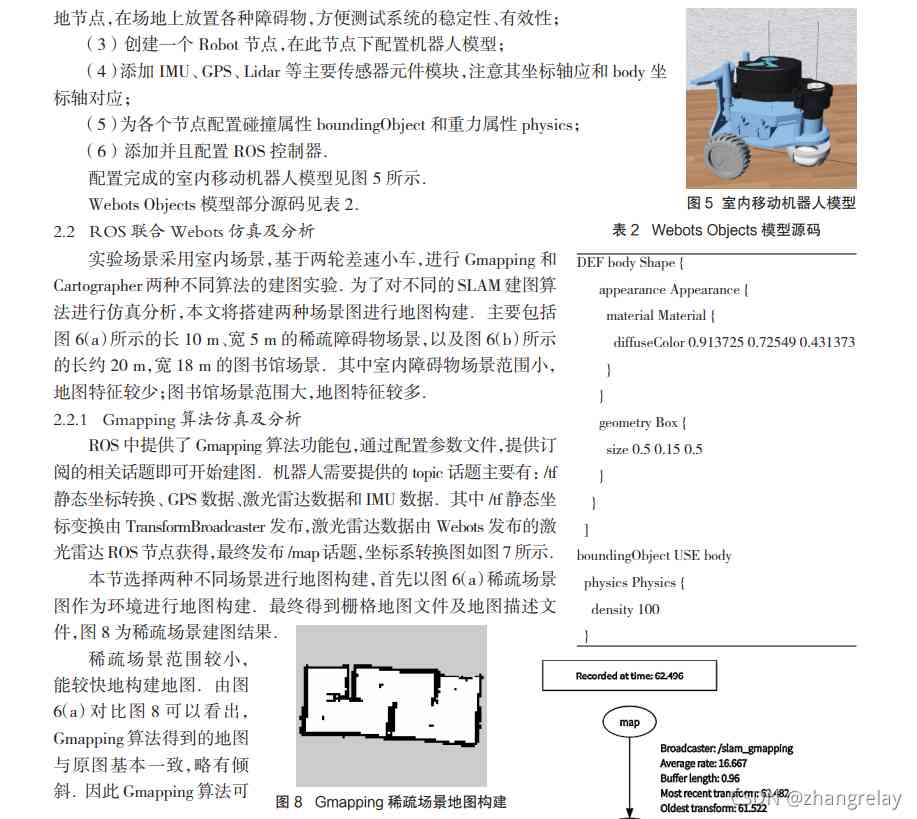 地节点,在场地上放置各种障碍物,方便测试系统的稳定性、有效性;
(3) 创建一个 Robot 节点,在此节点下配置机器人模型;
(4)添加 IMU、GPS、Lidar 等主要传感器元件模块,注意其坐标轴应和 body 坐
标轴对应;
(5)为各个节点配置碰撞属性 boundingObject 和重力属性 physics;
(6) 添加并且配置 ROS 控制器.
配置完成的室内移动机器人模型见图 5 所示.
Webots Objects 模型部分源码见表 2.
2.2 ROS 联合 Webots 仿真及分析
实验场景采用室内场景,基于两轮差速小车,进行 Gmapping 和
Cartographer 两种不同算法的建图实验. 为了对不同的 SLAM 建图算
法进行仿真分析,本文将搭建两种场景图进行地图构建. 主要包括
图 6(a)所示的长 10 m、宽 5 m 的稀疏障碍物场景,以及图 6(b)所示
的长约 20 m,宽 18 m 的图书馆场景. 其中室内障碍物场景范围小,
地图特征较少;图书馆场景范围大,地图特征较多.
2.2.1 Gmapping 算法仿真及分析
ROS 中提供了 Gmapping 算法功能包,通过配置参数文件,提供订
阅的相关话题即可开始建图. 机器人需要提供的 topic 话题主要有: /tf
静态坐标转换、GPS 数据、激光雷达数据和 IMU 数据. 其中 /tf 静态坐
标变换由 TransformBroadcaster 发布,激光雷达数据由 Webots 发布的激
光雷达 ROS 节点获得,最终发布 /map 话题,坐标系转换图如图 7 所示.
本节选择两种不同场景进行地图构建,首先以图 6(a)稀疏场景
图作为环境进行地图构建. 最终得到栅格地图文件及地图描述文
件,图 8 为稀疏场景建图结果.
稀疏场景范围较小,
能较快地构建地图. 由图
6(a)对比图 8 可以看出,
Gmapping 算法得到的地图
与原图基本一致,略有倾
斜. 因此 Gmapping 算法可
图 8 Gmapping 稀疏场景地图构建
图 5 室内移动机器人模型
表 2 Webots Objects 模型源码
DEF body Shape {
appearance Appearance {
material Material {
diffuseColor 0.913725 0.72549 0.431373
}
}
geometry Box {
size 0.5 0.15 0.5
}
}
]
boundingObject USE body
physics Physics {
density 100
}
Recorded at time: 62.496
map
Broadcaster: /slam_gmapping
Average rate: 16.667
Buffer length: 0.96
Most recent transform: 62.482
Oldest transform: 61.522
CSDN @zhangrelay